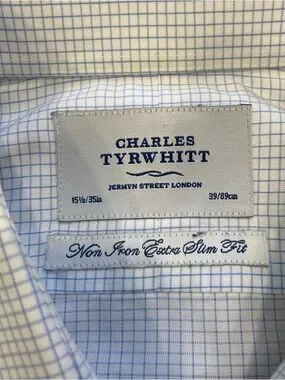 CHARLES
TYRWHITT
JERMYN STREET LONDON
15½/35in 39/89cm
Non Iron Extra Slim Fit